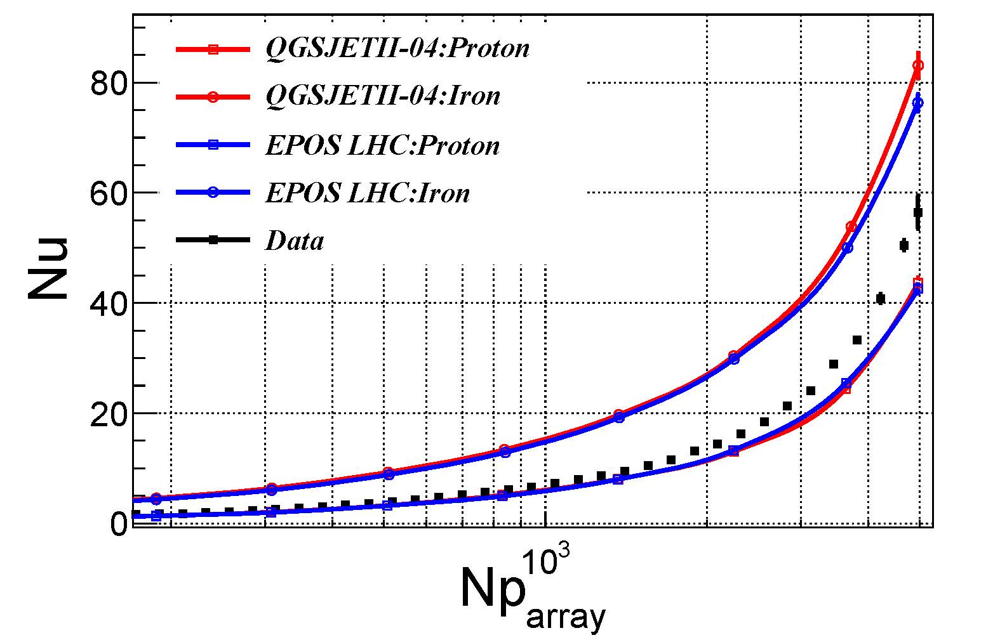 QGSJETII-04:Proton
QGSJETII-04:Iron
EPOS LHC:Proton
EPOS LHC:Iron
Data
80
60
40
20
0
Nu
10³
Np_array